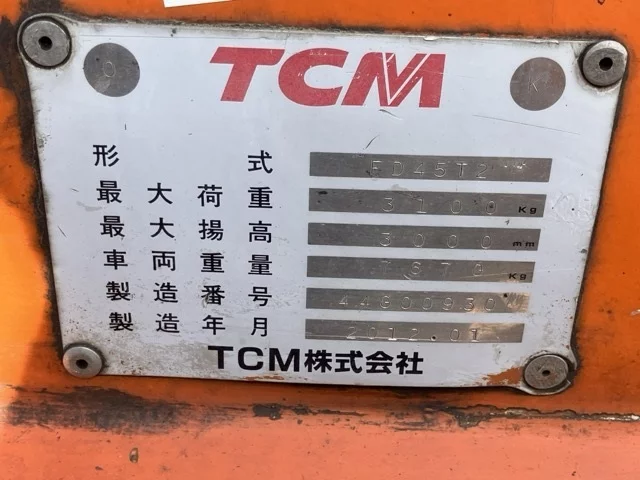 O TCM K
形式 FD45T2
最大荷重 3100 Kg
最大揚高 3000 mm
車両重量 7670 Kg
製造番号 44G00930
製造年月 2012.01
TCM株式会社